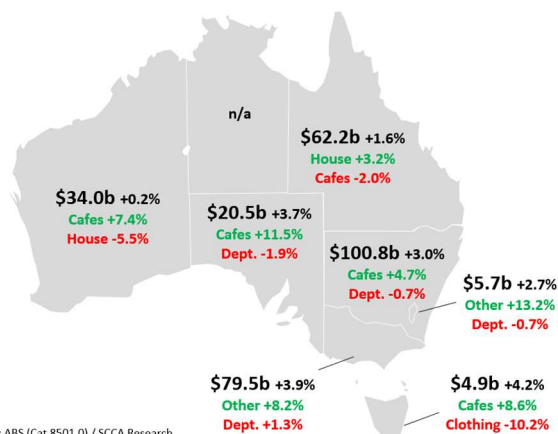 n/a
$62.2b +1.6%
House +3.2%
Cafes -2.0%
$34.0b +0.2%
Cafes +7.4%
House -5.5%
$20.5b +3.7%
Cafes +11.5%
Dept. -1.9%
$100.8b +3.0%
Cafes +4.7%
Dept. -0.7%
$5.7b +2.7%
Other +13.2%
Dept. -0.7%
$79.5b +3.9%
Other +8.2%
Dept. +1.3%
$4.9b +4.2%
Cafes +8.6%
Clothing -10.2%
: ABS (Cat 8501.0) / SCCA Research